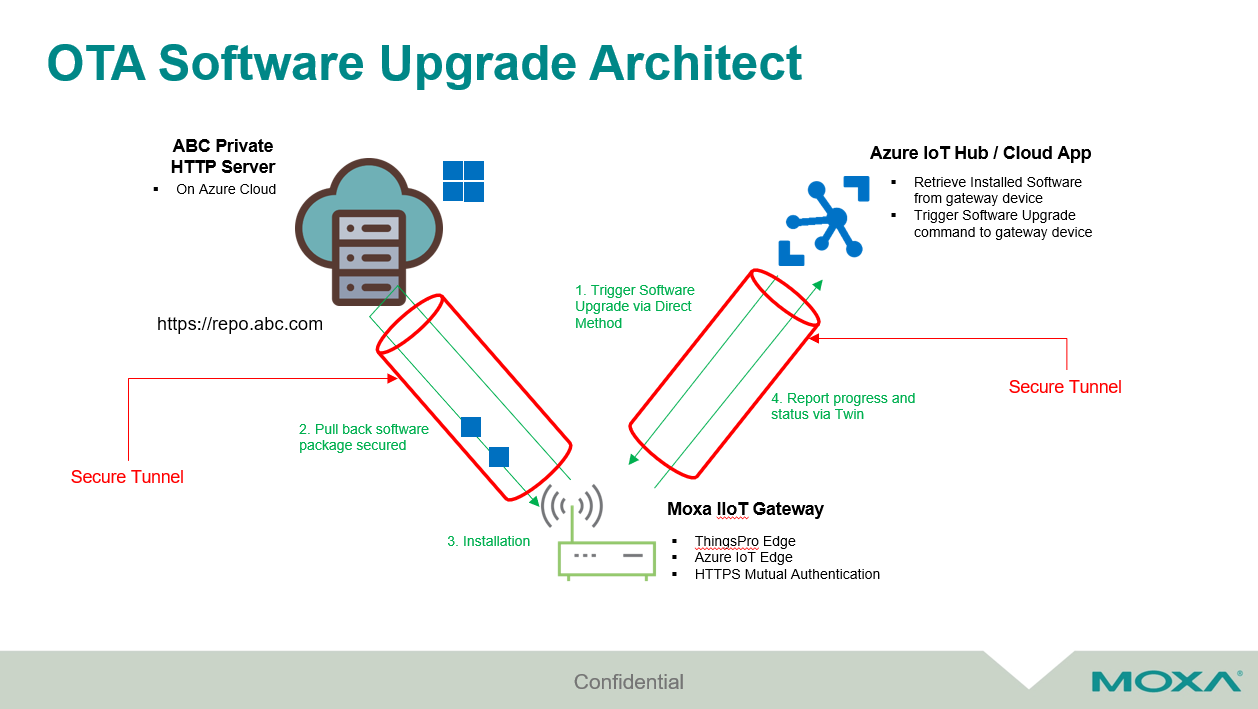 OTA Software Upgrade Architect
ABC Private
HTTP Server
▪ On Azure Cloud
https://repo.abc.com
Azure IoT Hub / Cloud App
▪ Retrieve Installed Software
from gateway device
▪ Trigger Software Upgrade
command to gateway device
1. Trigger Software
Upgrade via Direct
Method
Secure Tunnel
4. Report progress and
status via Twin
2. Pull back software
package secured
Secure Tunnel
3. Installation
Moxa IIoT Gateway
▪ ThingsPro Edge
▪ Azure IoT Edge
▪ HTTPS Mutual Authentication
Confidential
MOXA®